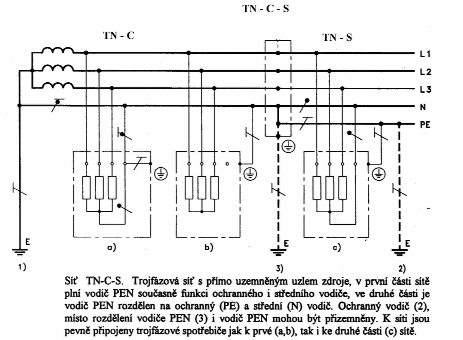 TN - C - S
TN - C
TN - S
L1
L2
L3
N
PE
a)
b)
c)
E
1)
E
3)
E
2)
Síť TN-C-S. Trojfázová síť s přímo uzemněným uzlem zdroje, v první části sítě
plní vodič PEN současně funkci ochranného i středního vodiče, ve druhé části je
vodič PEN rozdělen na ochranný (PE) a střední (N) vodič. Ochranný vodič (2),
místo rozdělení vodiče PEN (3) i vodič PEN mohou být přizemněny. K síti jsou
pevně připojeny trojfázové spotřebiče jak k prvé (a,b), tak i ke druhé části (c) sítě.